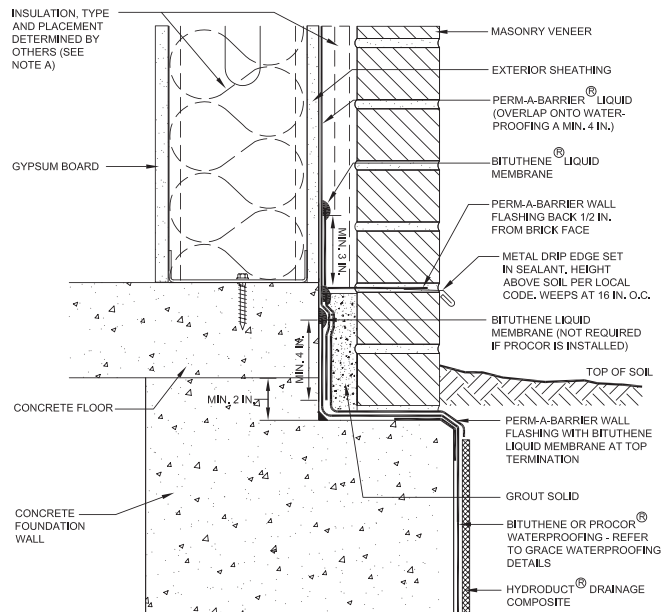 INSULATION, TYPE
AND PLACEMENT
DETERMINED BY
OTHERS (SEE
NOTE A)
GYPSUM BOARD
CONCRETE FLOOR
CONCRETE
FOUNDATION
WALL
MIN. 3 IN.
MIN. 4 IN.
MIN. 2 IN.
MASONRY VENEER
EXTERIOR SHEATHING
PERM-A-BARRIER® LIQUID
(OVERLAP ONTO WATER-
PROOFING A MIN. 4 IN.)
BITUTHENE® LIQUID
MEMBRANE
PERM-A-BARRIER WALL
FLASHING BACK 1/2 IN.
FROM BRICK FACE
METAL DRIP EDGE SET
IN SEALANT. HEIGHT
ABOVE SOIL PER LOCAL
CODE. WEEPS AT 16 IN. O.C.
BITUTHENE LIQUID
MEMBRANE (NOT REQUIRED
IF PROCOR IS INSTALLED)
TOP OF SOIL
PERM-A-BARRIER WALL
FLASHING WITH BITUTHENE
LIQUID MEMBRANE AT TOP
TERMINATION
GROUT SOLID
BITUTHENE OR PROCOR®
WATERPROOFING - REFER
TO GRACE WATERPROOFING
DETAILS
HYDRODUCT® DRAINAGE
COMPOSITE